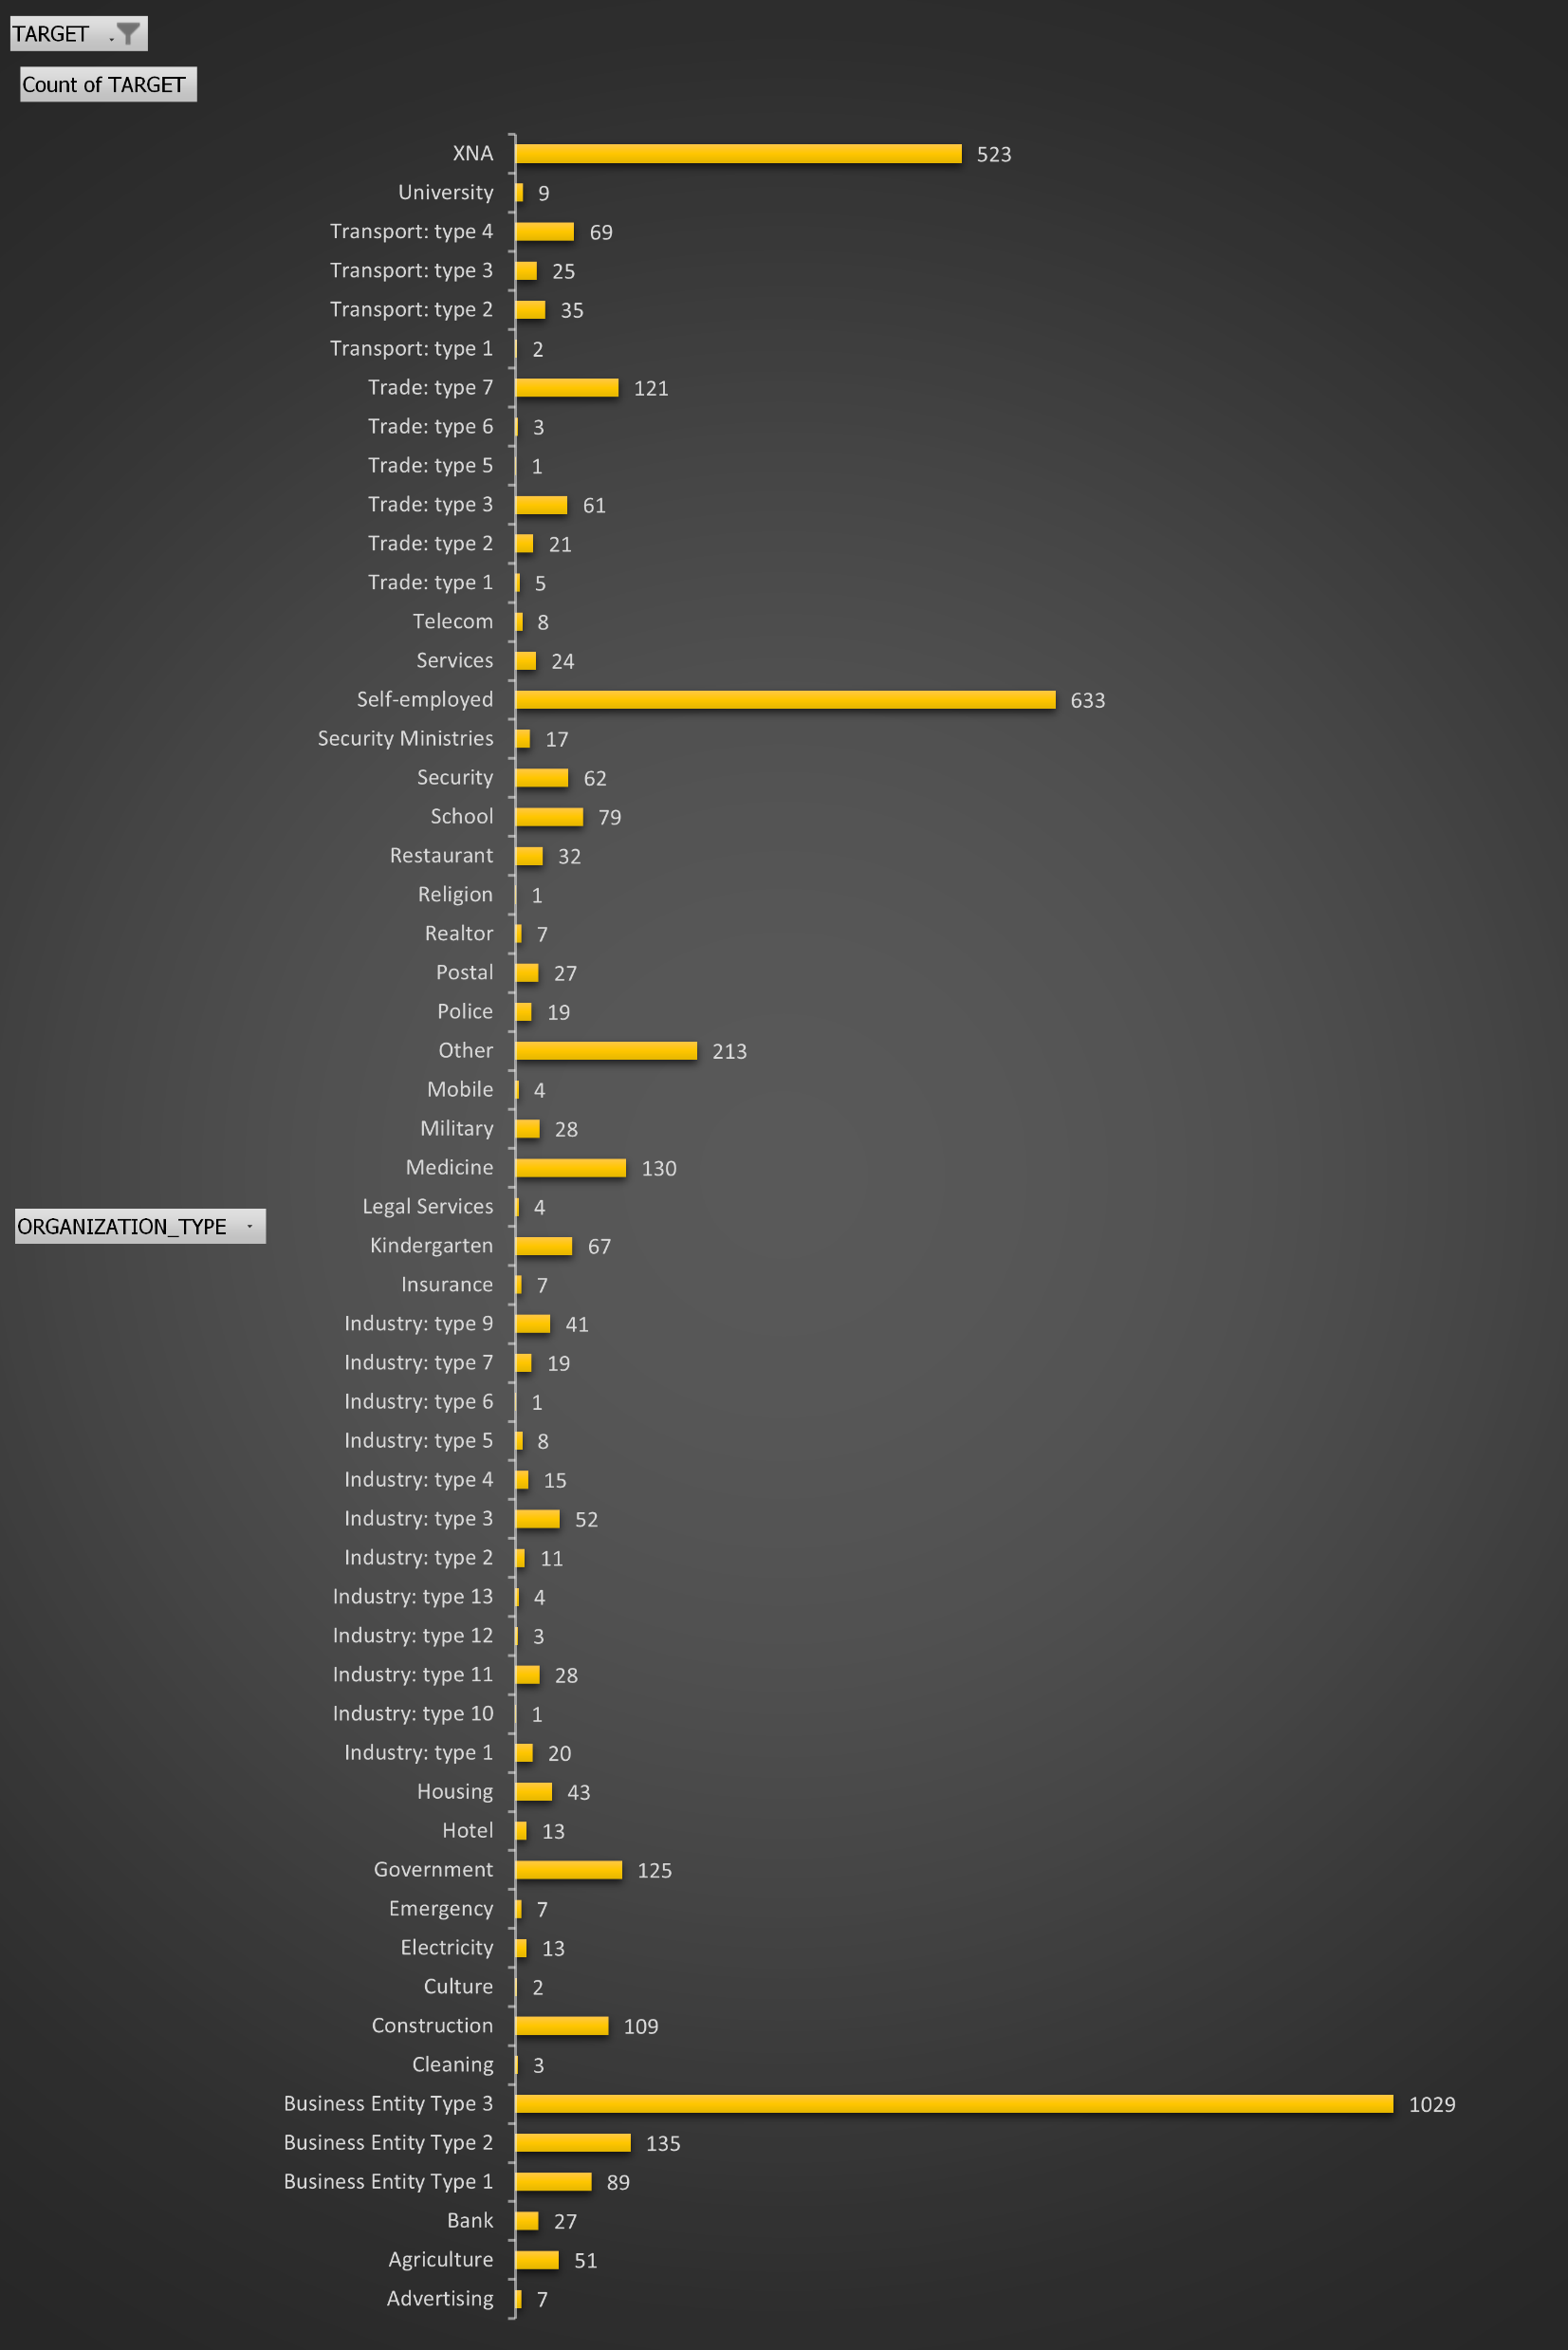 TARGET
Count of TARGET
XNA 523
University 9
Transport: type 4 69
Transport: type 3 25
Transport: type 2 35
Transport: type 1 2
Trade: type 7 121
Trade: type 6 3
Trade: type 5 1
Trade: type 3 61
Trade: type 2 21
Trade: type 1 5
Telecom 8
Services 24
Self-employed 633
Security Ministries 17
Security 62
School 79
Restaurant 32
Religion 1
Realtor 7
Postal 27
Police 19
Other 213
Mobile 4
Military 28
Medicine 130
Legal Services 4
ORGANIZATION_TYPE
Kindergarten 67
Insurance 7
Industry: type 9 41
Industry: type 7 19
Industry: type 6 1
Industry: type 5 8
Industry: type 4 15
Industry: type 3 52
Industry: type 2 11
Industry: type 13 4
Industry: type 12 3
Industry: type 11 28
Industry: type 10 1
Industry: type 1 20
Housing 43
Hotel 13
Government 125
Emergency 7
Electricity 13
Culture 2
Construction 109
Cleaning 3
Business Entity Type 3 1029
Business Entity Type 2 135
Business Entity Type 1 89
Bank 27
Agriculture 51
Advertising 7